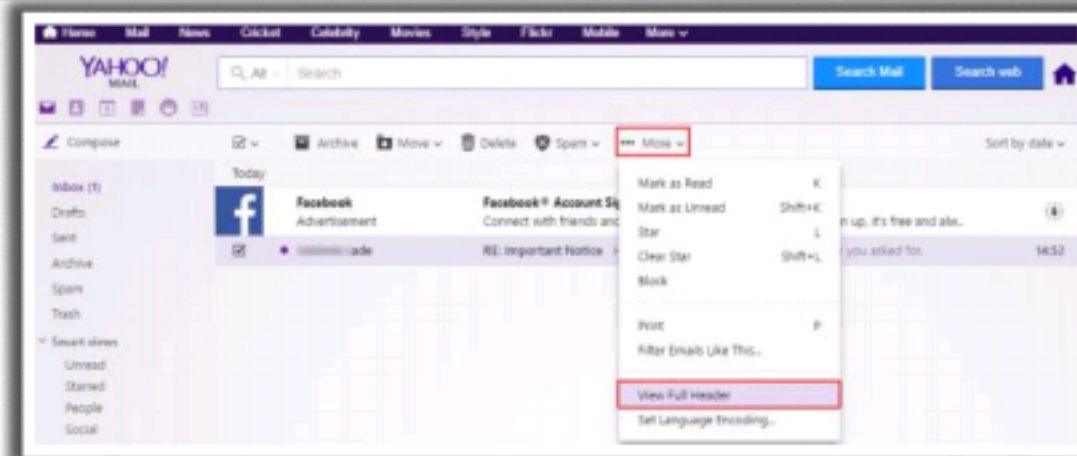 Home Mail News Cricket Celebrity Movies Style Flickr Mobile More
YAHOO!
MAIL
All Search Search Mail Search web
Compose Archive Move Delete Spam More Sort by date
Today
Inbox (1)
Drafts
Sent
Archive
Spam
Trash
Smart views
Unread
Starred
People
Social
Facebook Facebook® Account Sig
Advertisement Connect with friends and n up, it's free and alw..
ade RE: Important Notice you asked for. 14:52
Mark as Read K
Mark as Unread Shift+K
Star L
Clear Star Shift+L
Block
Print P
Filter Emails Like This...
View Full Header
Set Language Encoding...